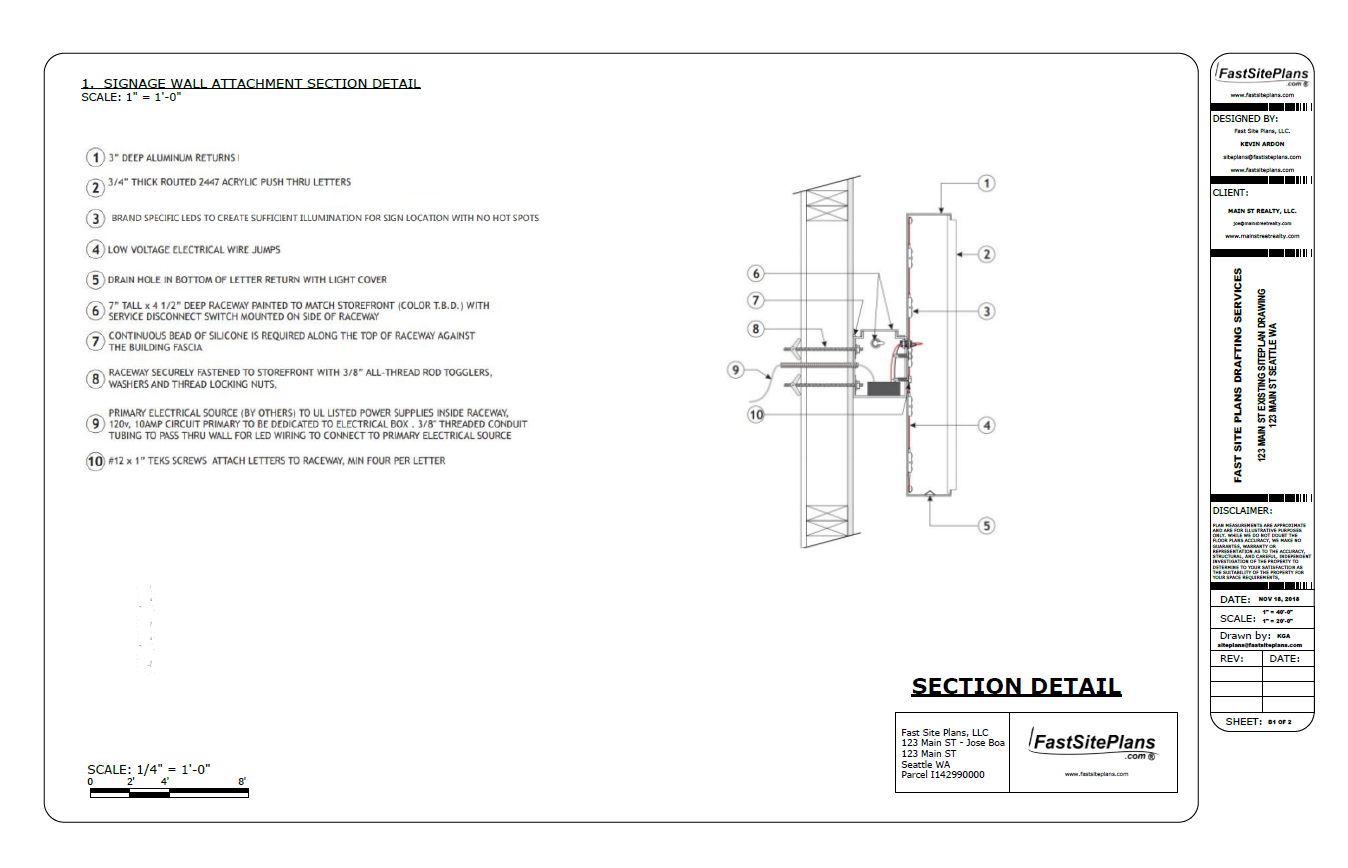 1. SIGNAGE WALL ATTACHMENT SECTION DETAIL
SCALE: 1" = 1'-0"
1 3" DEEP ALUMINUM RETURNS
2 3/4" THICK ROUTED 2447 ACRYLIC PUSH THRU LETTERS
3 BRAND SPECIFIC LEDS TO CREATE SUFFICIENT ILLUMINATION FOR SIGN LOCATION WITH NO HOT SPOTS
4 LOW VOLTAGE ELECTRICAL WIRE JUMPS
5 DRAIN HOLE IN BOTTOM OF LETTER RETURN WITH LIGHT COVER
6 7" TALL x 4 1/2" DEEP RACEWAY PAINTED TO MATCH STOREFRONT (COLOR T.B.D.) WITH
SERVICE DISCONNECT SWITCH MOUNTED ON SIDE OF RACEWAY
7 CONTINUOUS BEAD OF SILICONE IS REQUIRED ALONG THE TOP OF RACEWAY AGAINST
THE BUILDING FASCIA
8 RACEWAY SECURELY FASTENED TO STOREFRONT WITH 3/8" ALL-THREAD ROD TOGGLERS,
WASHERS AND THREAD LOCKING NUTS,
9 PRIMARY ELECTRICAL SOURCE (BY OTHERS) TO UL LISTED POWER SUPPLIES INSIDE RACEWAY,
120v, 10AMP CIRCUIT PRIMARY TO BE DEDICATED TO ELECTRICAL BOX . 3/8" THREADED CONDUIT
TUBING TO PASS THRU WALL FOR LED WIRING TO CONNECT TO PRIMARY ELECTRICAL SOURCE
10 #12 x 1" TEKS SCREWS ATTACH LETTERS TO RACEWAY, MIN FOUR PER LETTER
1
2
6
7
3
8
9
10
4
5
SECTION DETAIL
Fast Site Plans, LLC
123 Main ST - Jose Boa
123 Main ST
Seattle WA
Parcel I142990000
FastSitePlans
.com ®
www.fastsiteplans.com
SCALE: 1/4" = 1'-0"
0 2' 4' 8'
FastSitePlans
.com ®
www.fastsiteplans.com
DESIGNED BY:
Fast Site Plans, LLC.
KEVIN ARDON
siteplans@fastsiteplans.com
www.fastsiteplans.com
CLIENT:
MAIN ST REALTY, LLC.
joe@mainstreetrealty.com
www.mainstreetrealty.com
FAST SITE PLANS DRAFTING SERVICES
123 MAIN ST EXISTING SITEPLAN DRAWING
123 MAIN ST SEATTLE WA
DISCLAIMER:
PLAN MEASUREMENTS ARE APPROXIMATE
AND ARE FOR ILLUSTRATIVE PURPOSES
ONLY. WHILE WE DO NOT DOUBT THE
FLOOR PLANS ACCURACY, WE MAKE NO
GUARANTEE, WARRANTY OR
REPRESENTATION AS TO THE ACCURACY,
STRUCTURAL, AND CAREFUL, INDEPENDENT
INVESTIGATION OF THE PROPERTY TO
DETERMINE TO YOUR SATISFACTION AS
THE SUITABILITY OF THE PROPERTY FOR
YOUR SPACE REQUIREMENTS,
DATE: NOV 18, 2018
SCALE: 1" = 40'-0"
1" = 20'-0"
Drawn by: KGA
siteplans@fastsiteplans.com
REV: DATE:
SHEET: B1 OF 2